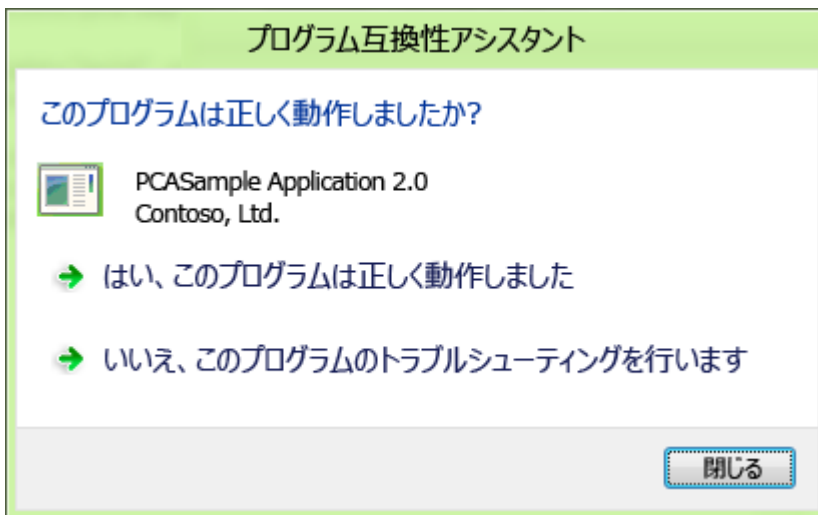 プログラム互換性アシスタント
このプログラムは正しく動作しましたか?
PCASample Application 2.0
Contoso, Ltd.
はい、このプログラムは正しく動作しました
いいえ、このプログラムのトラブルシューティングを行います
閉じる